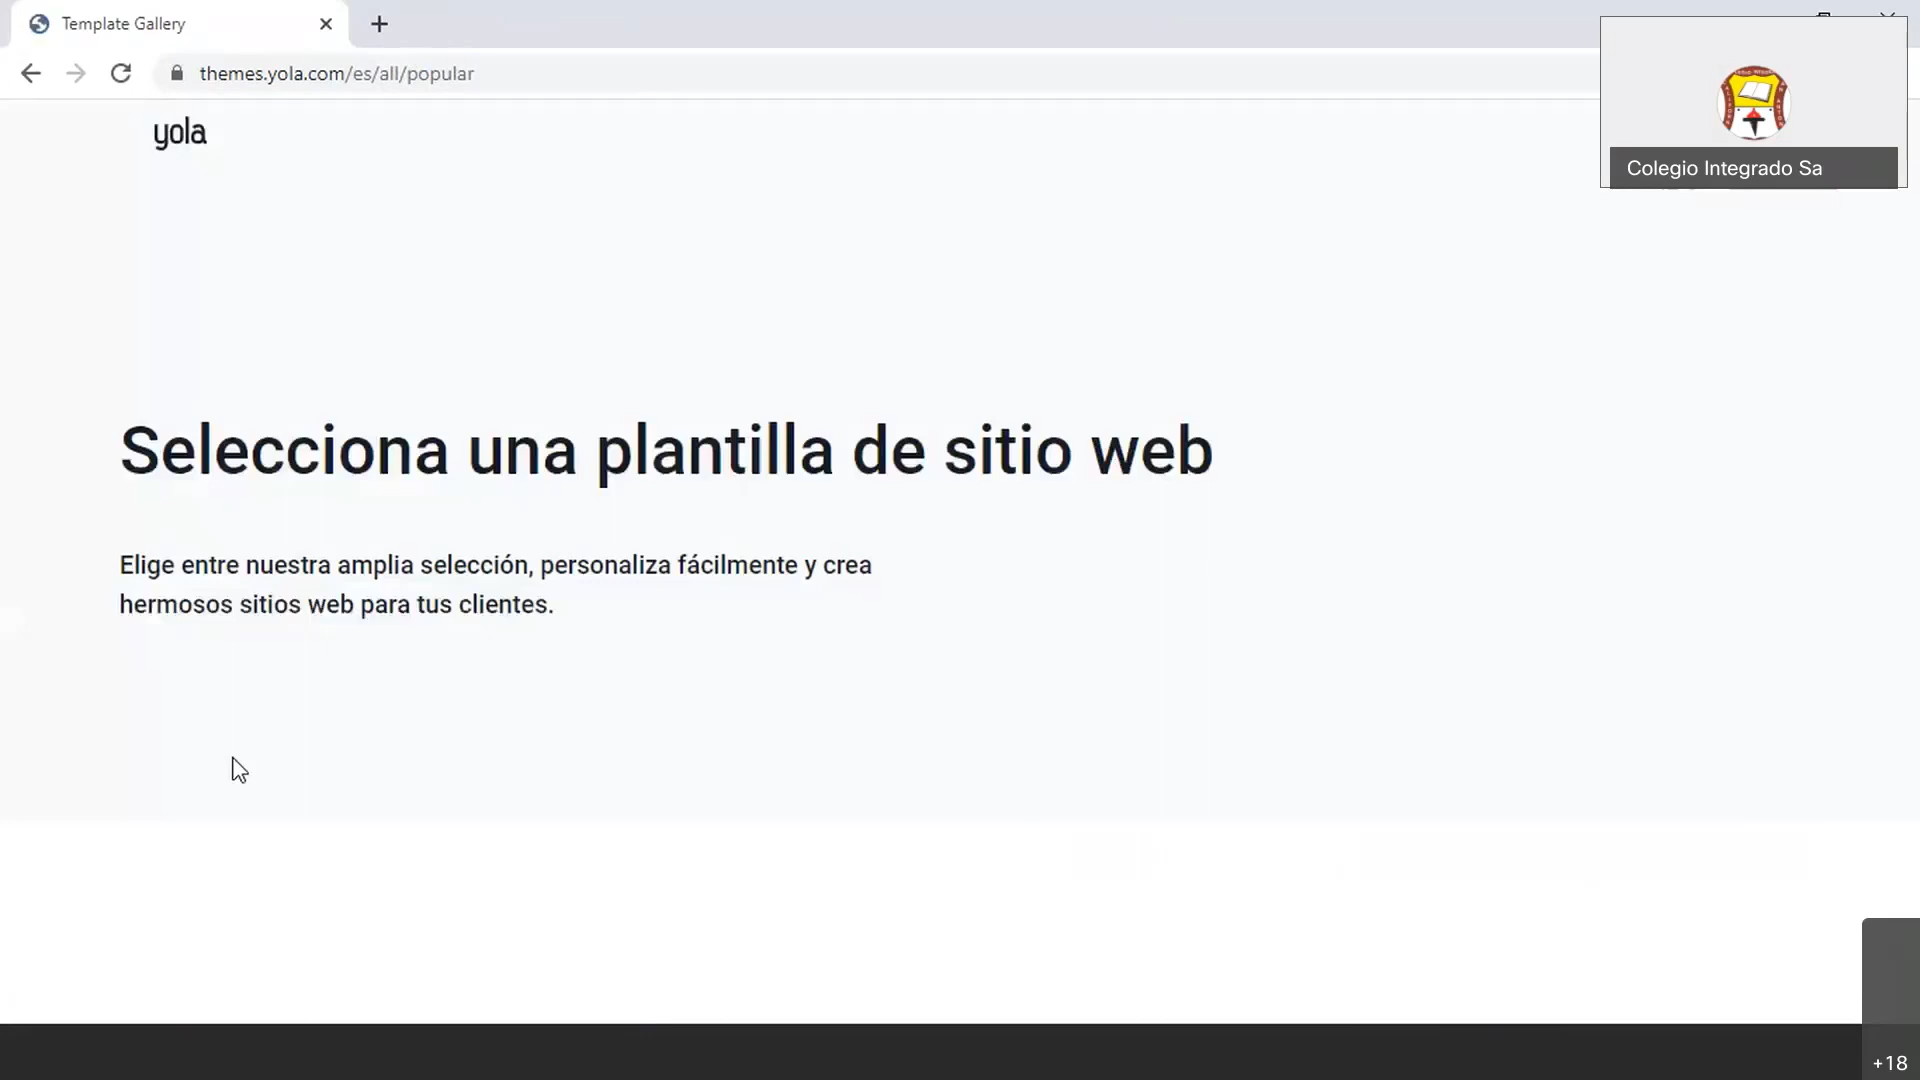 Template Gallery
themes.yola.com/es/all/popular
yola
Colegio Integrado Sa
Selecciona una plantilla de sitio web
Elige entre nuestra amplia selección, personaliza fácilmente y crea
hermosos sitios web para tus clientes.
+18